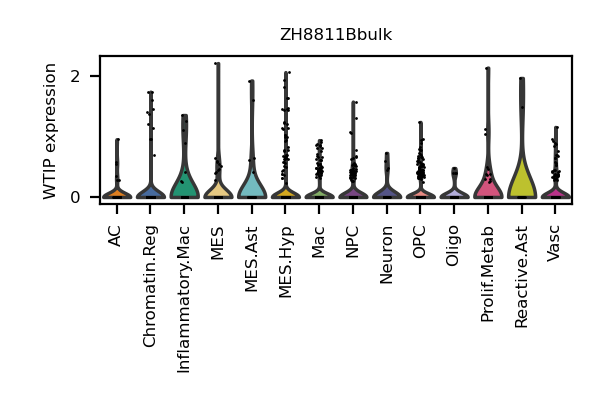 ZH8811Bbulk
WTIP expression
2
0
AC
Chromatin.Reg
Inflammatory.Mac
MES
MES.Ast
MES.Hyp
Mac
NPC
Neuron
OPC
Oligo
Prolif.Metab
Reactive.Ast
Vasc